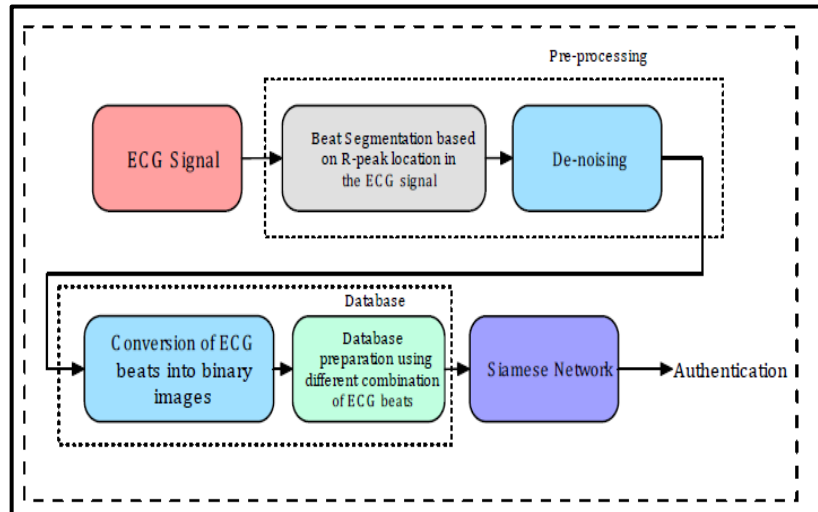 Pre-processing
ECG Signal
Beat Segmentation based
on R-peak location in
the ECG signal
De-noising
Database
Conversion of ECG
beats into binary
images
Database
preparation using
different combination
of ECG beats
Siamese Network
Authentication